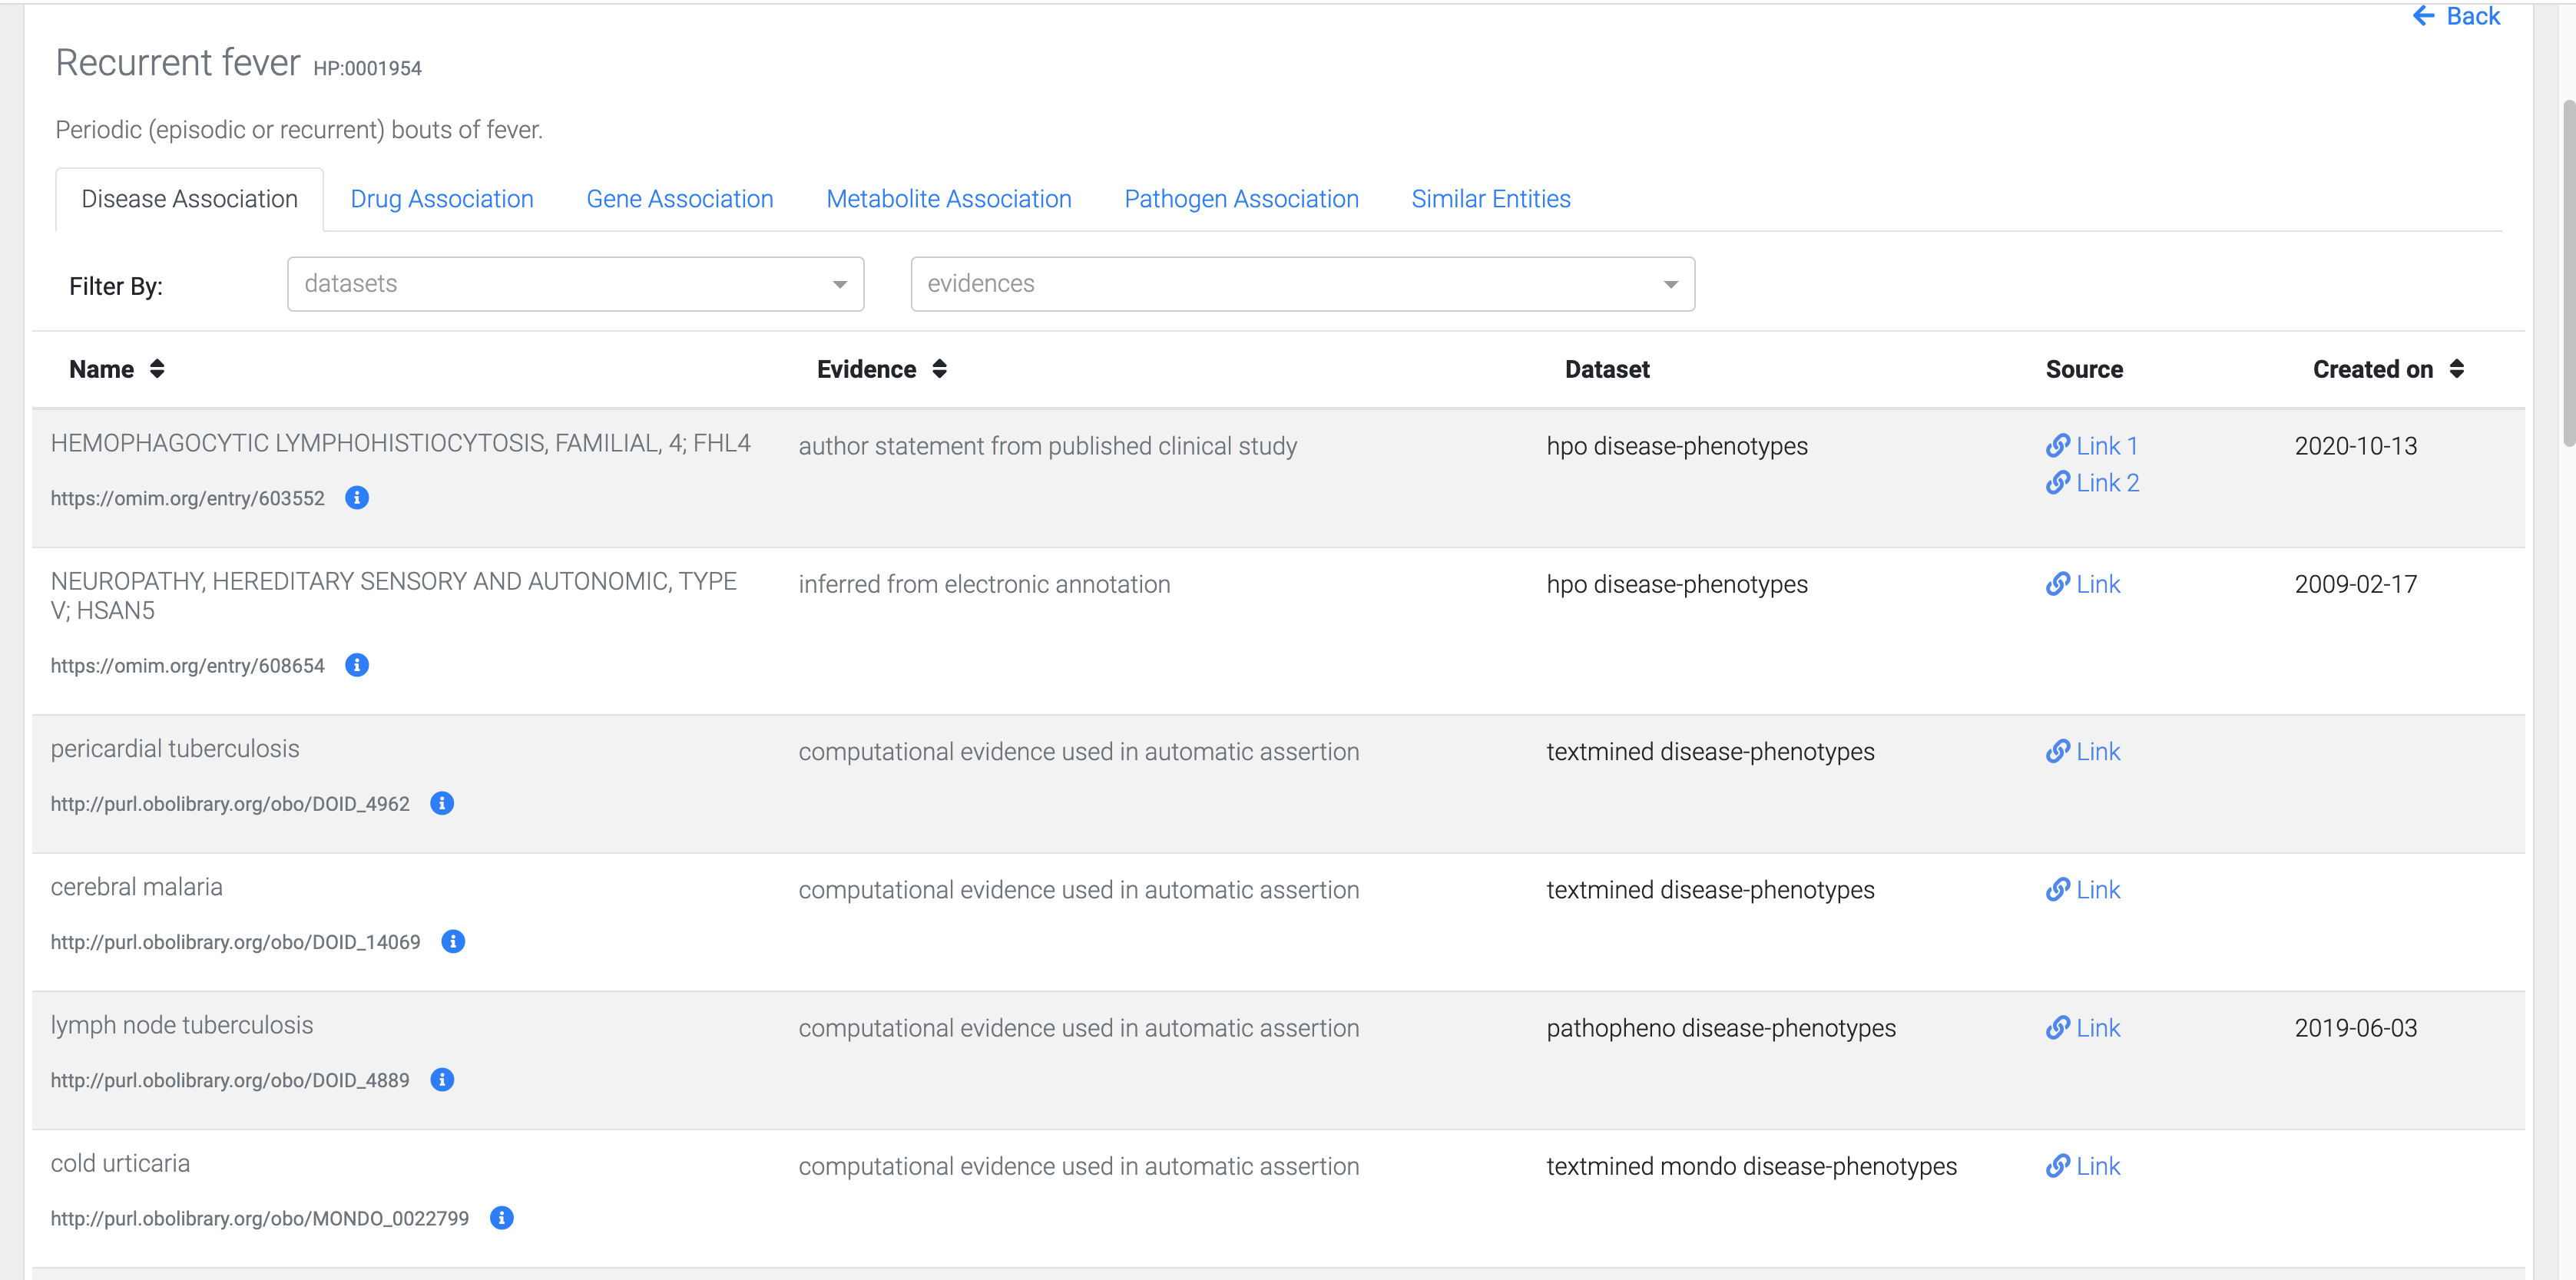 Back
Recurrent fever HP:0001954
Periodic (episodic or recurrent) bouts of fever.
Disease Association Drug Association Gene Association Metabolite Association Pathogen Association Similar Entities
Filter By: datasets evidences
Name Evidence Dataset Source Created on
HEMOPHAGOCYTIC LYMPHOHISTIOCYTOSIS, FAMILIAL, 4; FHL4 author statement from published clinical study hpo disease-phenotypes Link 1 2020-10-13
Link 2
https://omim.org/entry/603552
NEUROPATHY, HEREDITARY SENSORY AND AUTONOMIC, TYPE inferred from electronic annotation hpo disease-phenotypes Link 2009-02-17
V; HSAN5
https://omim.org/entry/608654
pericardial tuberculosis computational evidence used in automatic assertion textmined disease-phenotypes Link
http://purl.obolibrary.org/obo/DOID_4962
cerebral malaria computational evidence used in automatic assertion textmined disease-phenotypes Link
http://purl.obolibrary.org/obo/DOID_14069
lymph node tuberculosis computational evidence used in automatic assertion pathopheno disease-phenotypes Link 2019-06-03
http://purl.obolibrary.org/obo/DOID_4889
cold urticaria computational evidence used in automatic assertion textmined mondo disease-phenotypes Link
http://purl.obolibrary.org/obo/MONDO_0022799